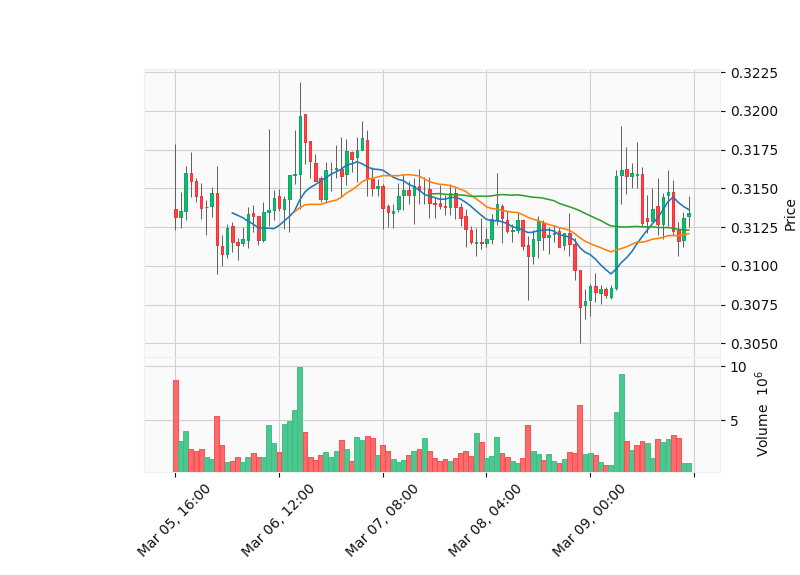 0.3225
0.3200
0.3175
0.3150
0.3125
0.3100
0.3075
0.3050
Price
10
5
Volume 10^6
Mar 05, 16:00
Mar 06, 12:00
Mar 07, 08:00
Mar 08, 04:00
Mar 09, 00:00